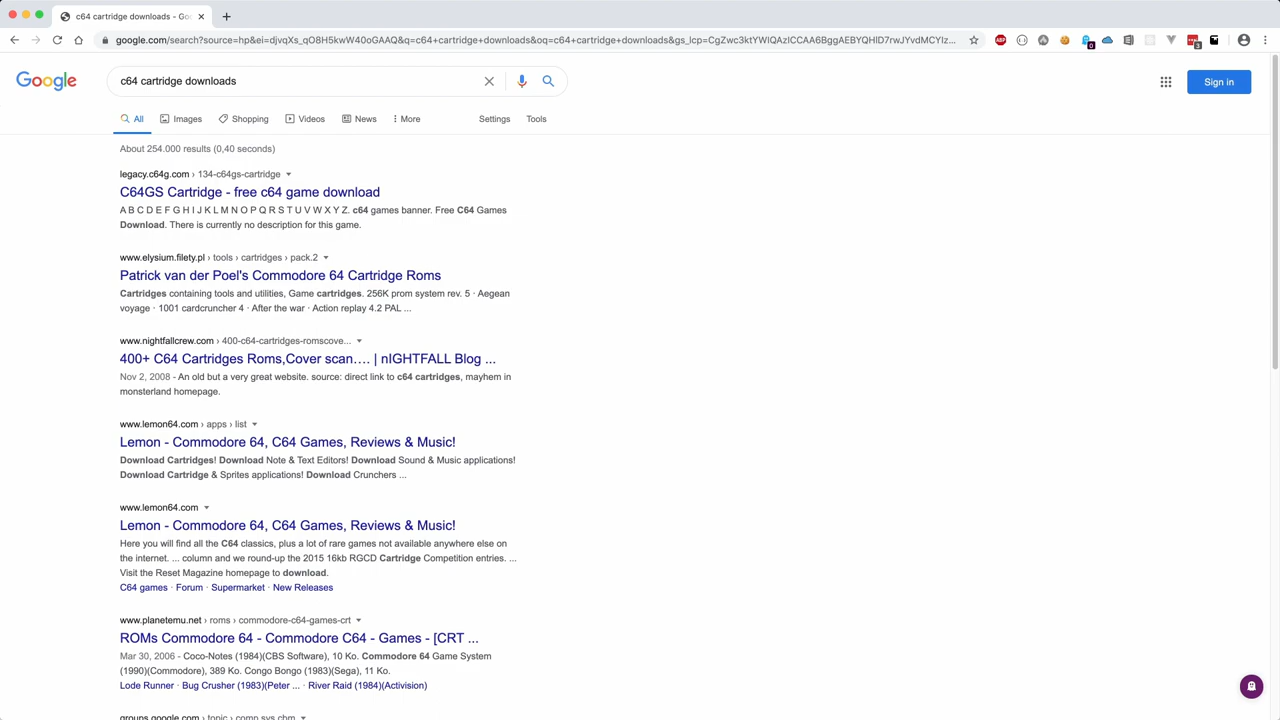 c64 cartridge downloads - Goo
google.com/search?source=hp&ei=djvqXs_qO8H5kwW40oGAAQ&q=c64+cartridge+downloads&oq=c64+cartridge+downloads&gs_lcp=CgZwc3ktYWIQAzICCAA6BggAEBYQHlD7rwJYvdMCYIz...
0
3
Google
c64 cartridge downloads
Sign in
All
Images
Shopping
Videos
News
More
Settings
Tools
About 254.000 results (0,40 seconds)
legacy.c64g.com › 134-c64gs-cartridge
C64GS Cartridge - free c64 game download
A B C D E F G H I J K L M N O P Q R S T U V W X Y Z. c64 games banner. Free C64 Games
Download. There is currently no description for this game.
www.elysium.filety.pl › tools › cartridges › pack.2
Patrick van der Poel's Commodore 64 Cartridge Roms
Cartridges containing tools and utilities, Game cartridges. 256K prom system rev. 5 · Aegean
voyage · 1001 cardcruncher 4 · After the war · Action replay 4.2 PAL ...
www.nightfallcrew.com › 400-c64-cartridges-romscove...
400+ C64 Cartridges Roms,Cover scan…. | nIGHTFALL Blog ...
Nov 2, 2008 - An old but a very great website. source: direct link to c64 cartridges, mayhem in
monsterland homepage.
www.lemon64.com › apps › list
Lemon - Commodore 64, C64 Games, Reviews & Music!
Download Cartridges! Download Note & Text Editors! Download Sound & Music applications!
Download Cartridge & Sprites applications! Download Crunchers ...
www.lemon64.com
Lemon - Commodore 64, C64 Games, Reviews & Music!
Here you will find all the C64 classics, plus a lot of rare games not available anywhere else on
the internet. ... column and we round-up the 2015 16kb RGCD Cartridge Competition entries. ...
Visit the Reset Magazine homepage to download.
C64 games · Forum · Supermarket · New Releases
www.planetemu.net › roms › commodore-c64-games-crt
ROMs Commodore 64 - Commodore C64 - Games - [CRT ...
Mar 30, 2006 - Coco-Notes (1984)(CBS Software), 10 Ko. Commodore 64 Game System
(1990)(Commodore), 389 Ko. Congo Bongo (1983)(Sega), 11 Ko.
Lode Runner · Bug Crusher (1983)(Peter ... · River Raid (1984)(Activision)
groups.google.com › topic › comp.sys.cbm